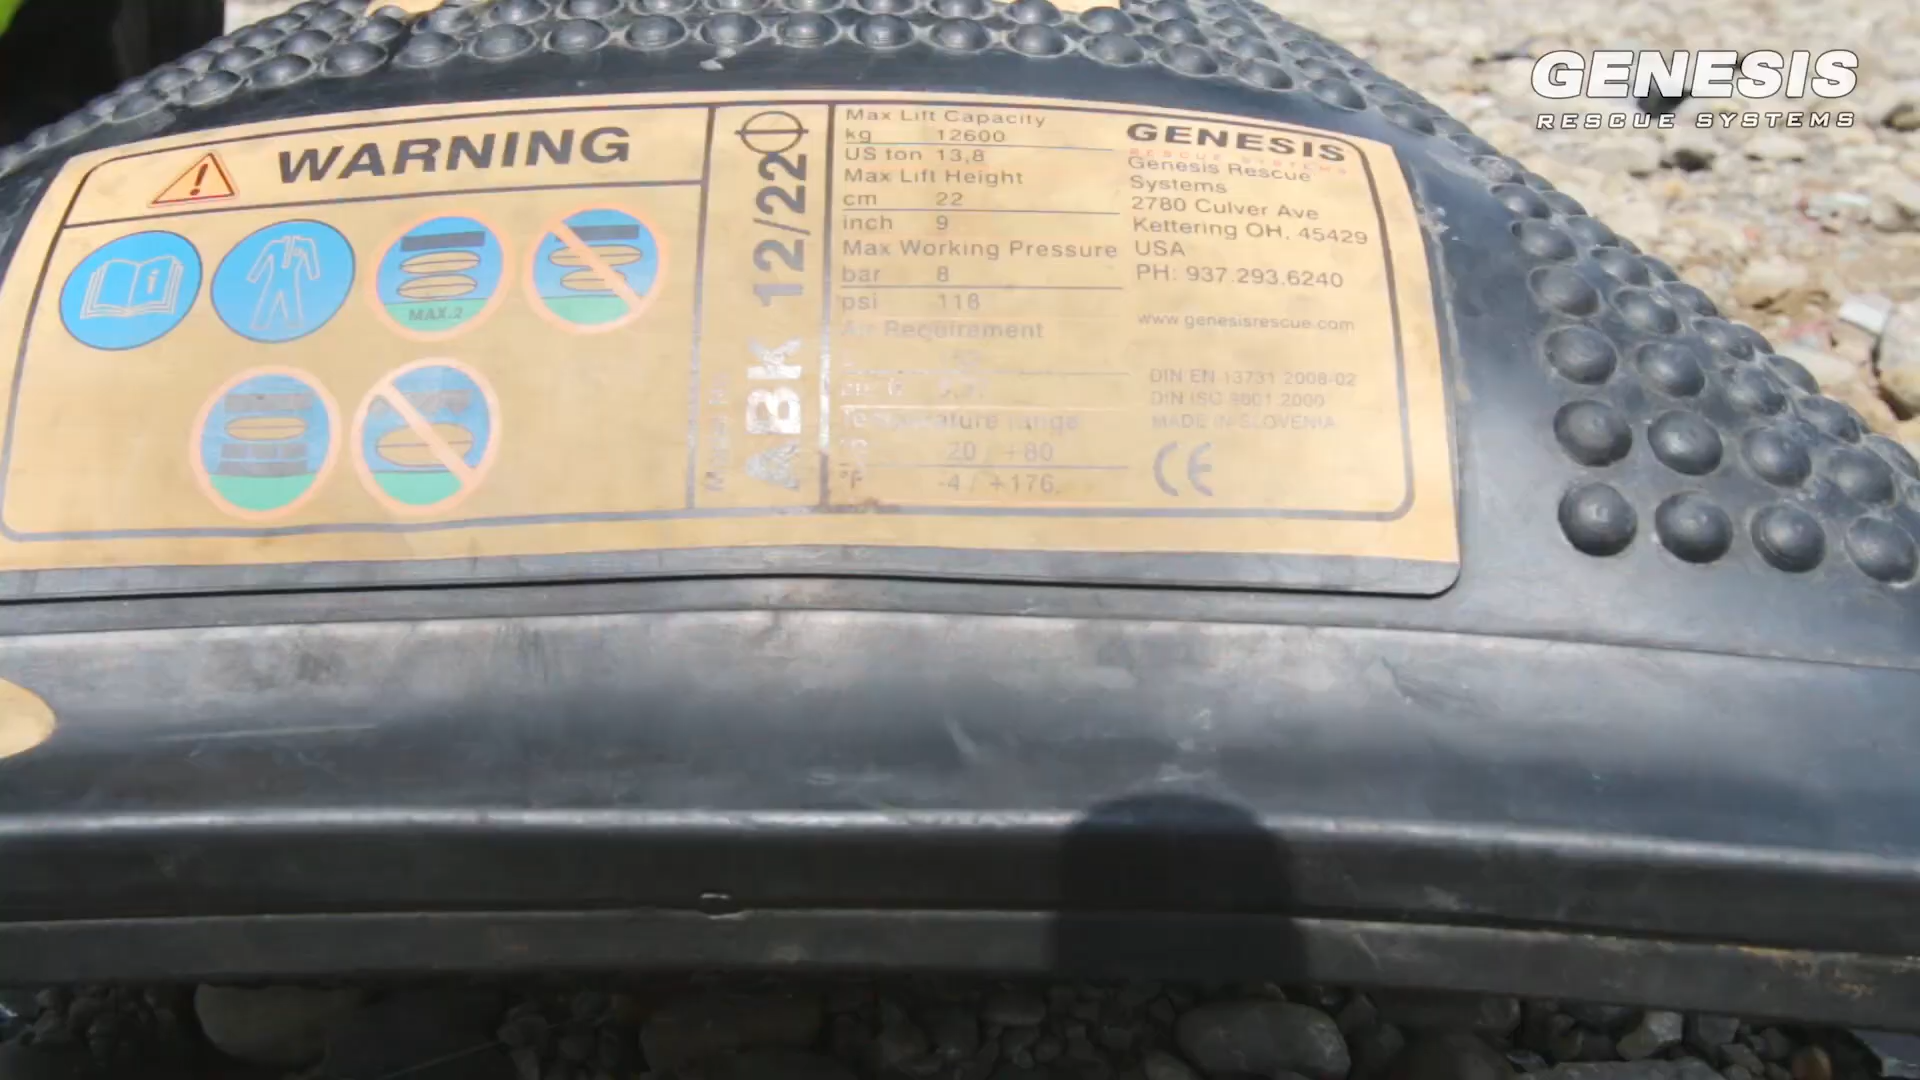 GENESIS
RESCUE SYSTEMS
WARNING
MAX.2
ABK 12/22
Max Lift Capacity
kg 12600
US ton 13,8
Max Lift Height
cm 22
inch 9
Max Working Pressure
bar 8
psi 116
Air Requirement
Temperature range
20 / +80
°F -4 / +176
GENESIS
RESCUE SYSTEMS
Genesis Rescue
Systems
2780 Culver Ave
Kettering OH, 45429
USA
PH: 937.293.6240
www.genesisrescue.com
DIN EN 13731 2008-02
DIN ISO 9001 2000
MADE IN SLOVENIA
CE